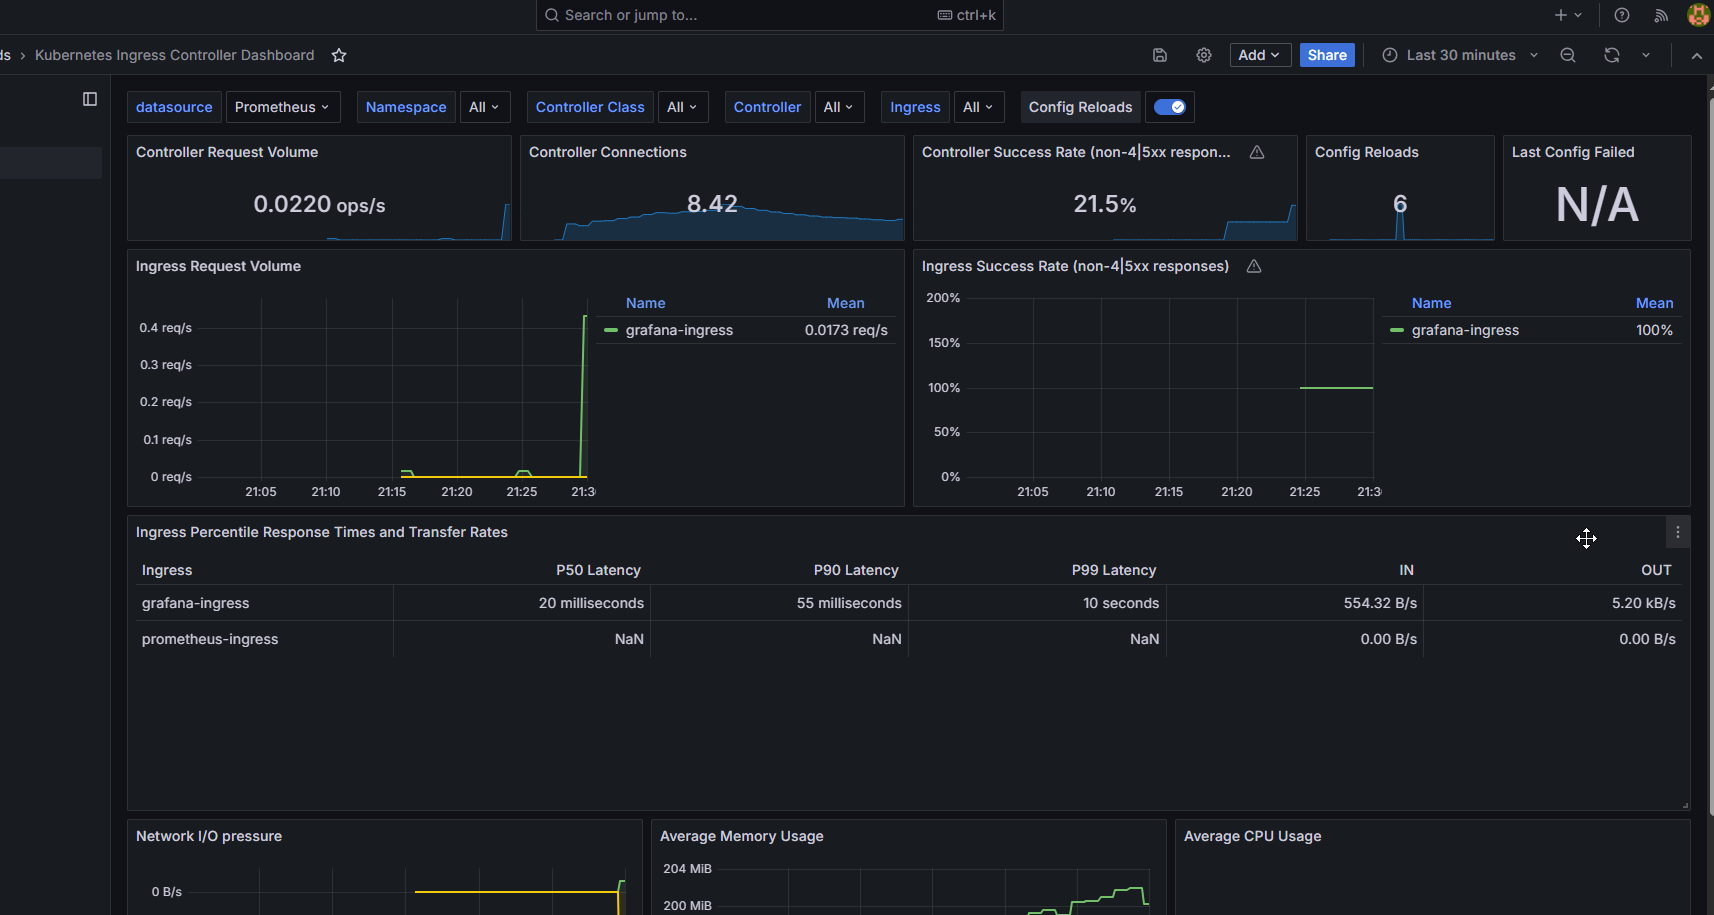 Search or jump to... ctrl+k
ds › Kubernetes Ingress Controller Dashboard Add Share Last 30 minutes
datasource Prometheus Namespace All Controller Class All Controller All Ingress All Config Reloads
Controller Request Volume
0.0220 ops/s
Controller Connections
8.42
Controller Success Rate (non-4|5xx respon...
21.5%
Config Reloads
6
Last Config Failed
N/A
Ingress Request Volume
0.4 req/s
0.3 req/s
0.2 req/s
0.1 req/s
0 req/s
21:05 21:10 21:15 21:20 21:25 21:3
Name Mean
grafana-ingress 0.0173 req/s
Ingress Success Rate (non-4|5xx responses)
200%
150%
100%
50%
0%
21:05 21:10 21:15 21:20 21:25 21:3
Name Mean
grafana-ingress 100%
Ingress Percentile Response Times and Transfer Rates
Ingress P50 Latency P90 Latency P99 Latency IN OUT
grafana-ingress 20 milliseconds 55 milliseconds 10 seconds 554.32 B/s 5.20 kB/s
prometheus-ingress NaN NaN NaN 0.00 B/s 0.00 B/s
Network I/O pressure
0 B/s
Average Memory Usage
204 MiB
200 MiB
Average CPU Usage